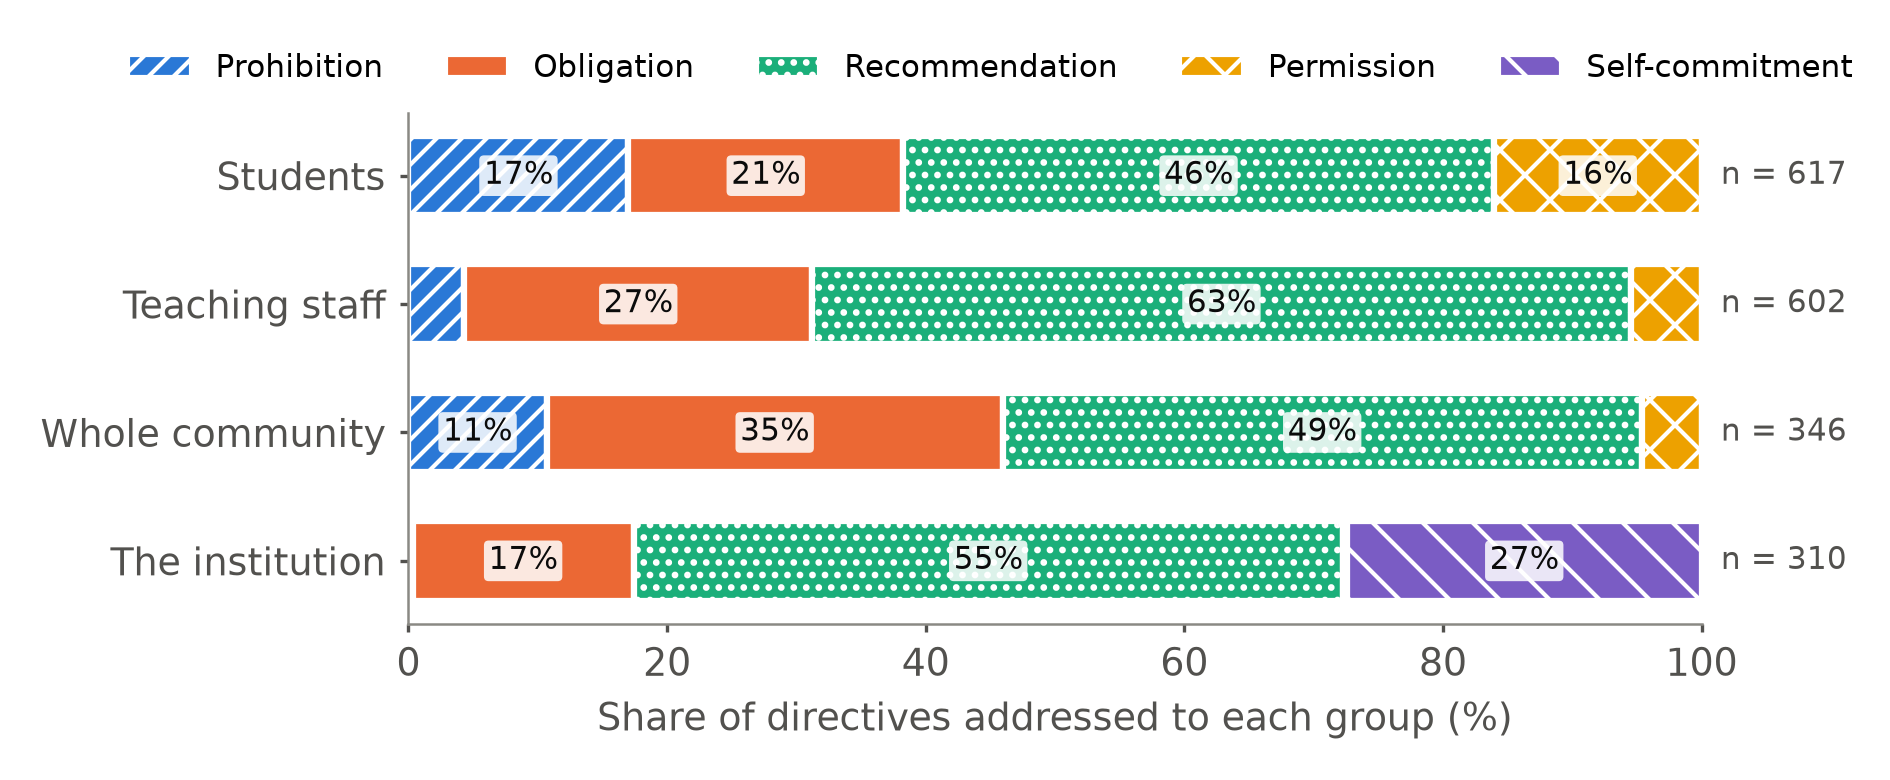 Prohibition Obligation Recommendation Permission Self-commitment
Students 17% 21% 46% 16% n = 617
Teaching staff 27% 63% n = 602
Whole community 11% 35% 49% n = 346
The institution 17% 55% 27% n = 310
0 20 40 60 80 100
Share of directives addressed to each group (%)